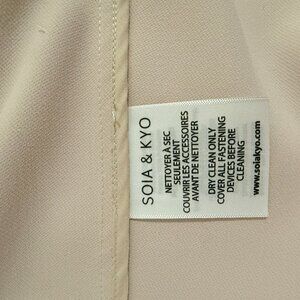 SOIA & KYO
NETTOYER À SEC
SEULEMENT
COUVRIR LES ACCESSOIRES
AVANT DE NETTOYER
DRY CLEAN ONLY
COVER ALL FASTENING
DEVICES BEFORE
CLEANING
www.soiakyo.com